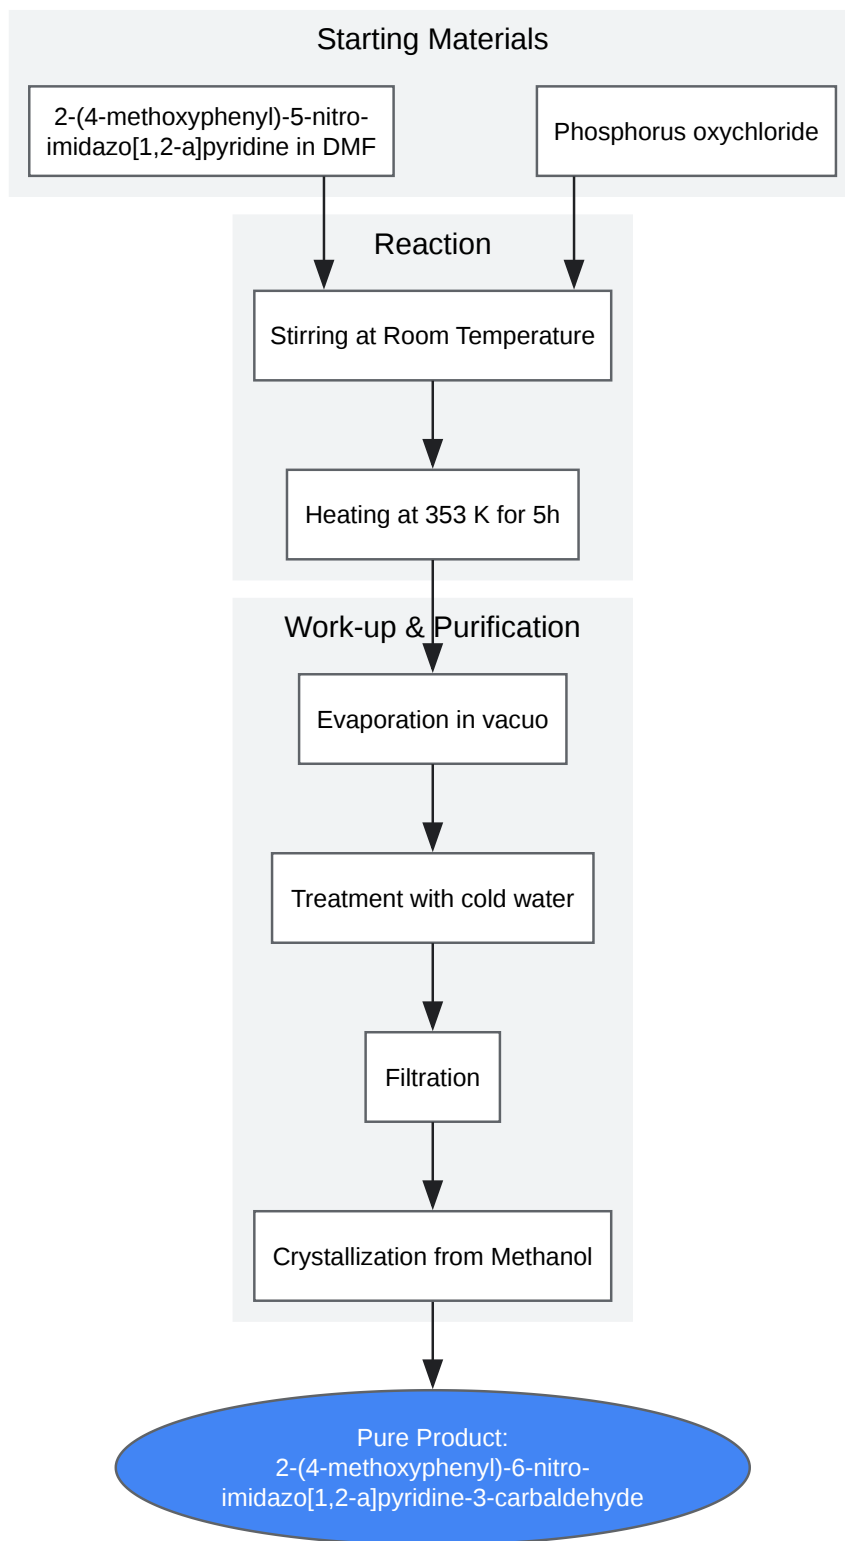 Starting Materials
2-(4-methoxyphenyl)-5-nitro-
imidazo[1,2-a]pyridine in DMF
Phosphorus oxychloride
Reaction
Stirring at Room Temperature
Heating at 353 K for 5h
Work-up & Purification
Evaporation in vacuo
Treatment with cold water
Filtration
Crystallization from Methanol
Pure Product:
2-(4-methoxyphenyl)-6-nitro-
imidazo[1,2-a]pyridine-3-carbaldehyde